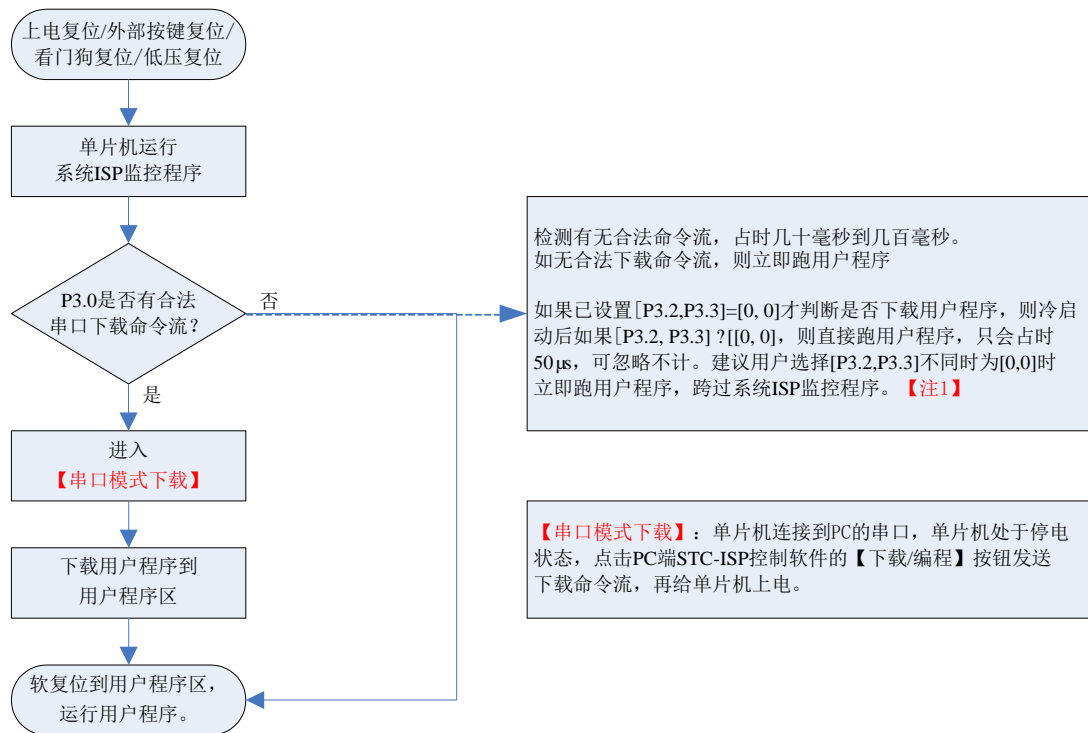 上电复位/外部按键复位/
看门狗复位/低压复位
单片机运行
系统ISP监控程序
P3.0是否有合法
串口下载命令流？
否
是
进入
【串口模式下载】
下载用户程序到
用户程序区
软复位到用户程序区，
运行用户程序。
检测有无合法命令流，占时几十毫秒到几百毫秒。
如无合法下载命令流，则立即跑用户程序
如果已设置[P3.2,P3.3]=[0, 0]才判断是否下载用户程序，则冷启
动后如果[P3.2, P3.3] ?[[0, 0]，则直接跑用户程序，只会占时
50μs，可忽略不计。建议用户选择[P3.2,P3.3]不同时为[0,0]时
立即跑用户程序，跨过系统ISP监控程序。【注1】
【串口模式下载】：单片机连接到PC的串口，单片机处于停电
状态，点击PC端STC-ISP控制软件的【下载/编程】按钮发送
下载命令流，再给单片机上电。